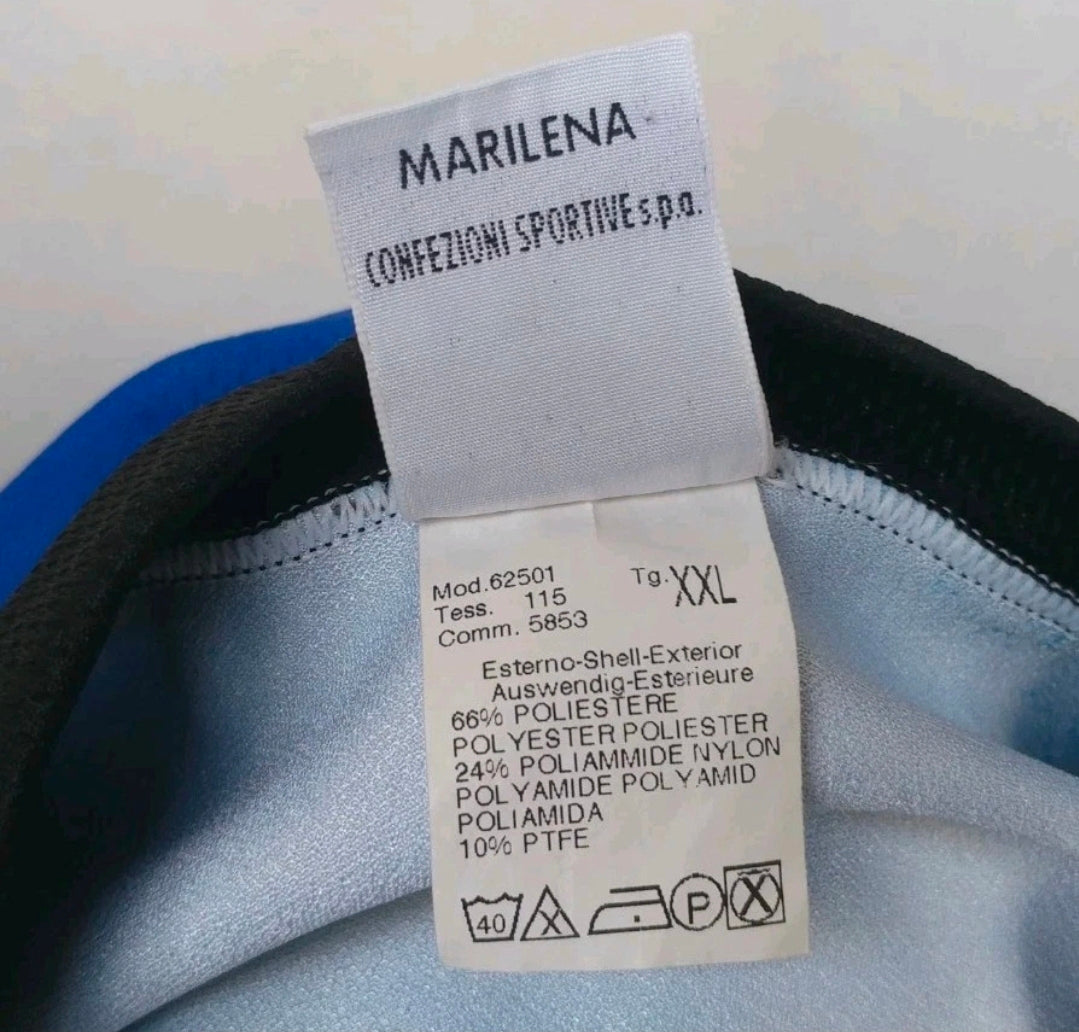 MARILENA
CONFEZIONI SPORTIVE s.p.a.
Mod.62501 Tg. XXL
Tess. 115
Comm. 5853
Esterno-Shell-Exterior
Auswendig-Esterieure
66% POLIESTERE
POLYESTER POLIESTER
24% POLIAMMIDE NYLON
POLYAMIDE POLYAMID
POLIAMIDA
10% PTFE
40 P